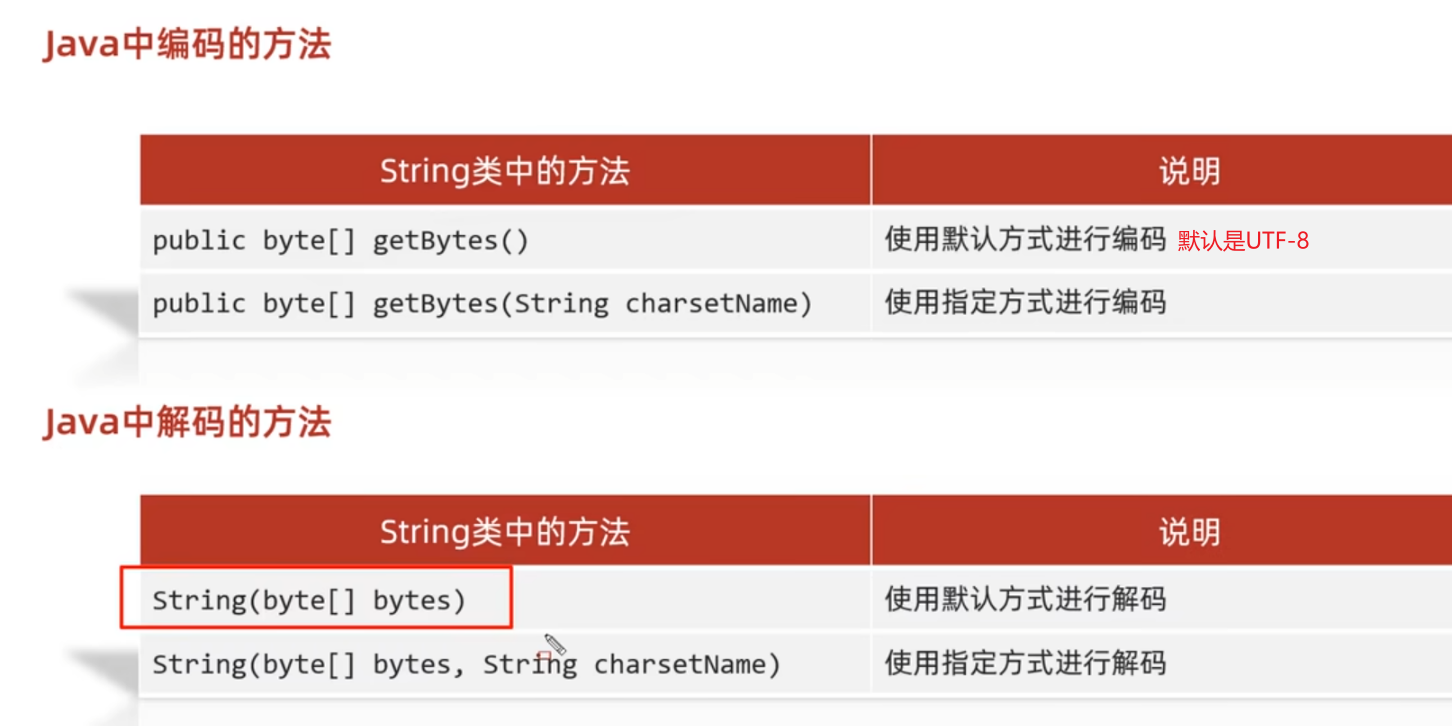 Java中编码的方法
String类中的方法 说明
public byte[] getBytes() 使用默认方式进行编码 默认是UTF-8
public byte[] getBytes(String charsetName) 使用指定方式进行编码
Java中解码的方法
String类中的方法 说明
String(byte[] bytes) 使用默认方式进行解码
String(byte[] bytes, String charsetName) 使用指定方式进行解码